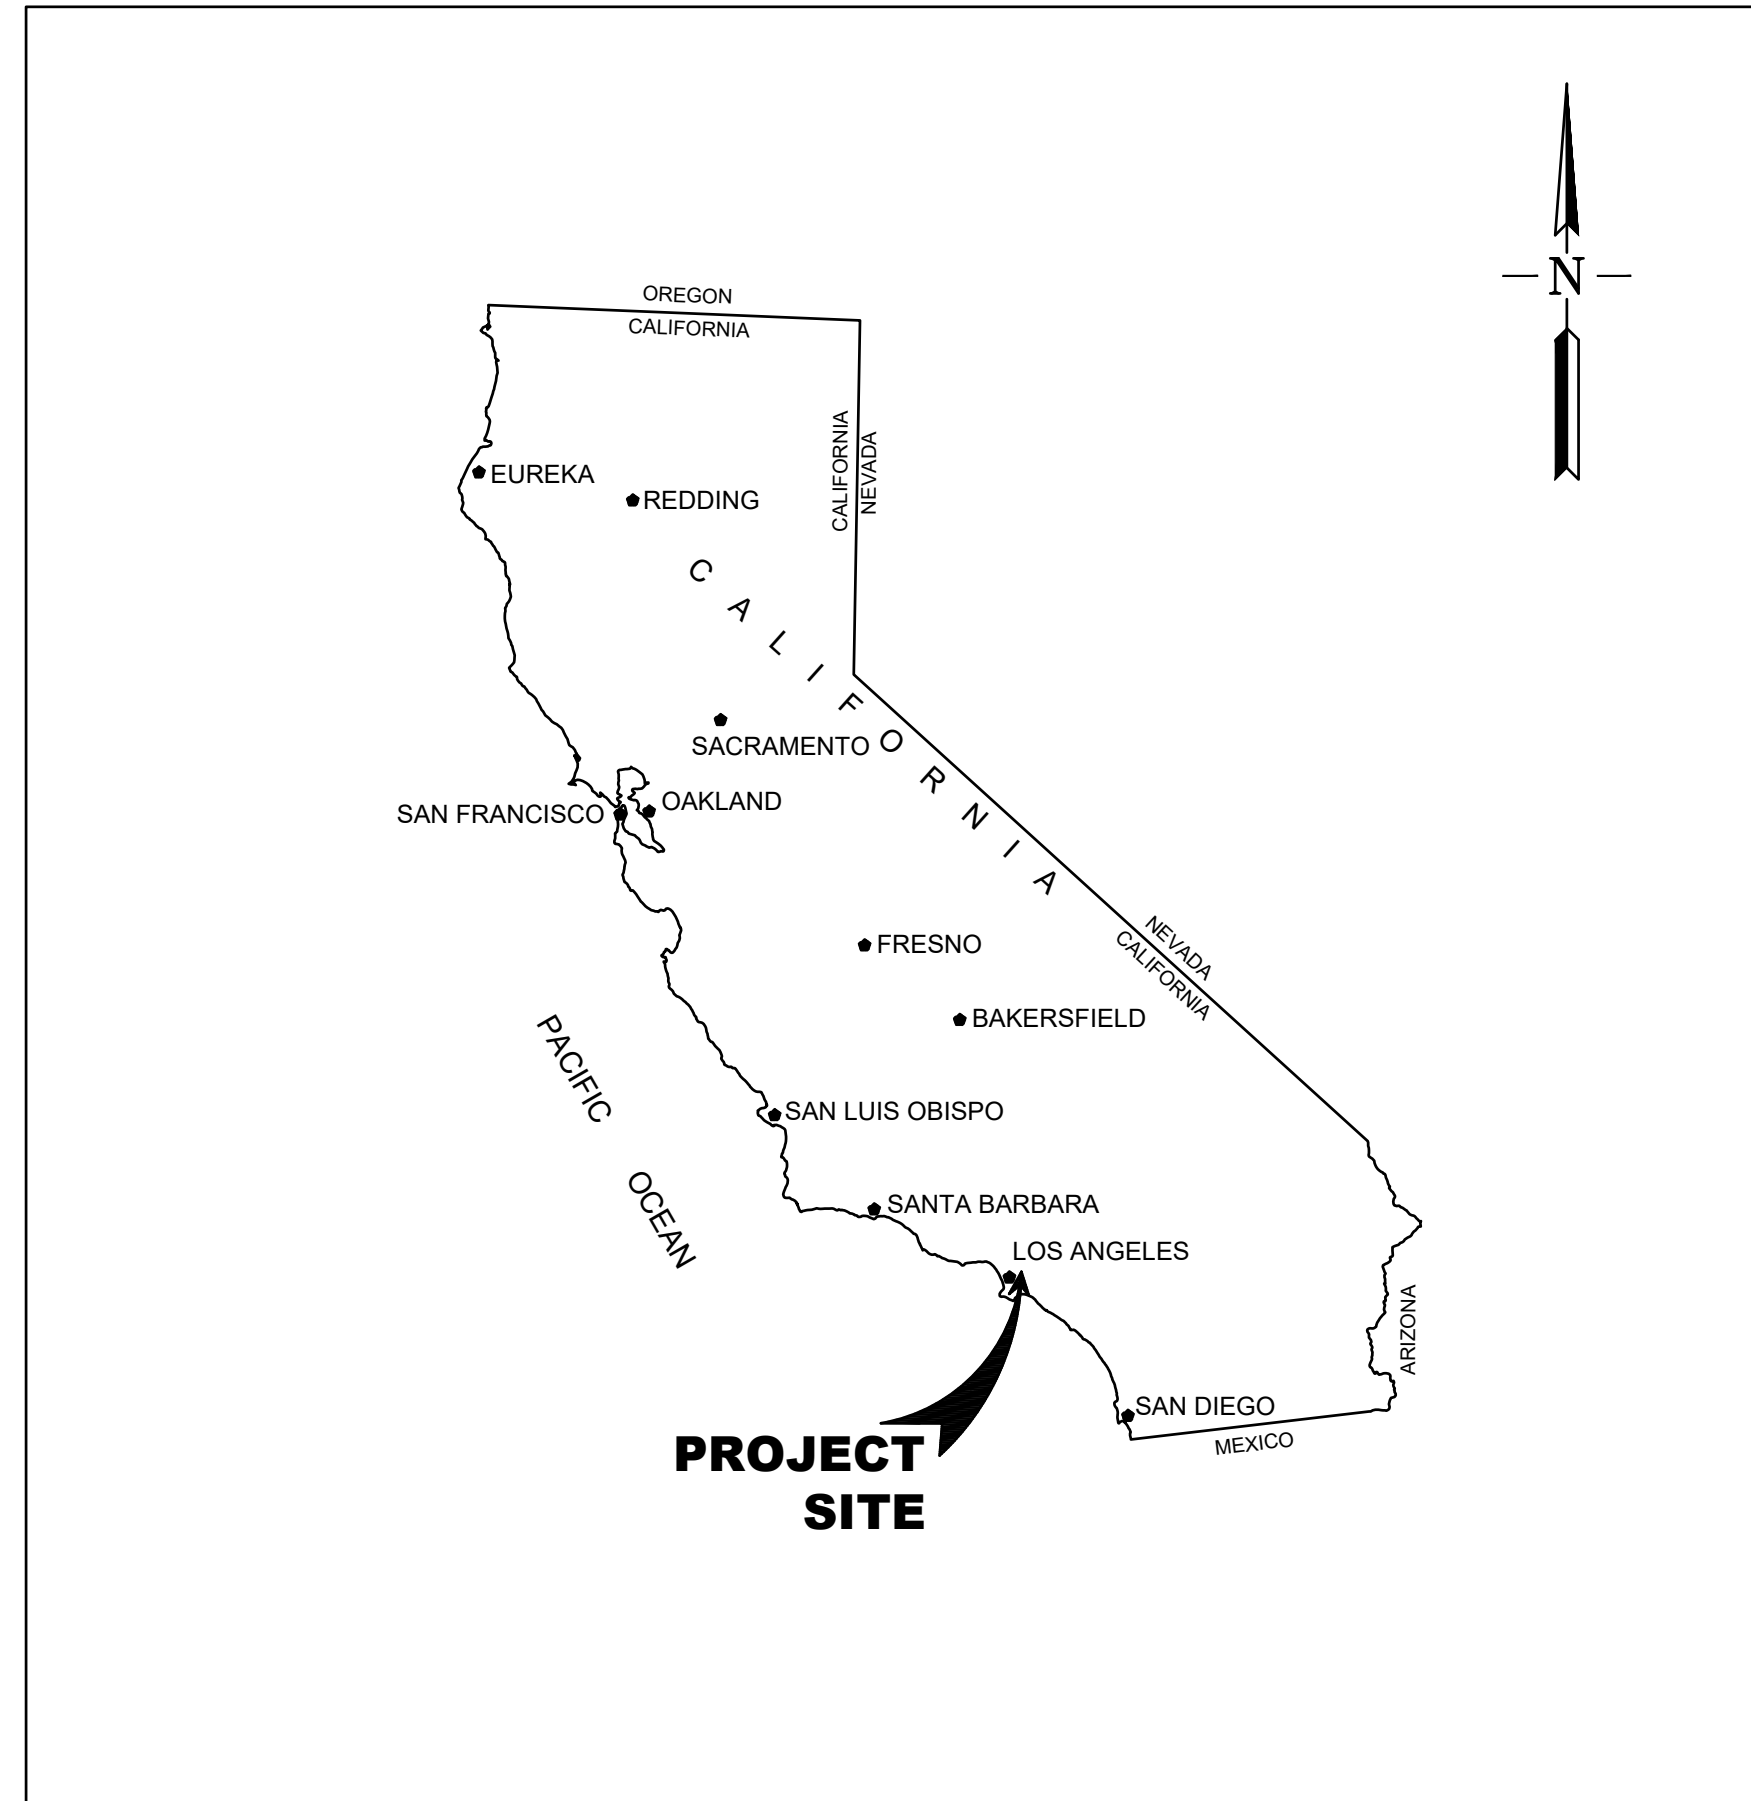 N
OREGON
CALIFORNIA
CALIFORNIA
NEVADA
EUREKA
REDDING
CALIFORNIA
SACRAMENTO
OAKLAND
SAN FRANCISCO
FRESNO
NEVADA
CALIFORNIA
BAKERSFIELD
PACIFIC
OCEAN
SAN LUIS OBISPO
SANTA BARBARA
LOS ANGELES
ARIZONA
SAN DIEGO
MEXICO
PROJECT
SITE